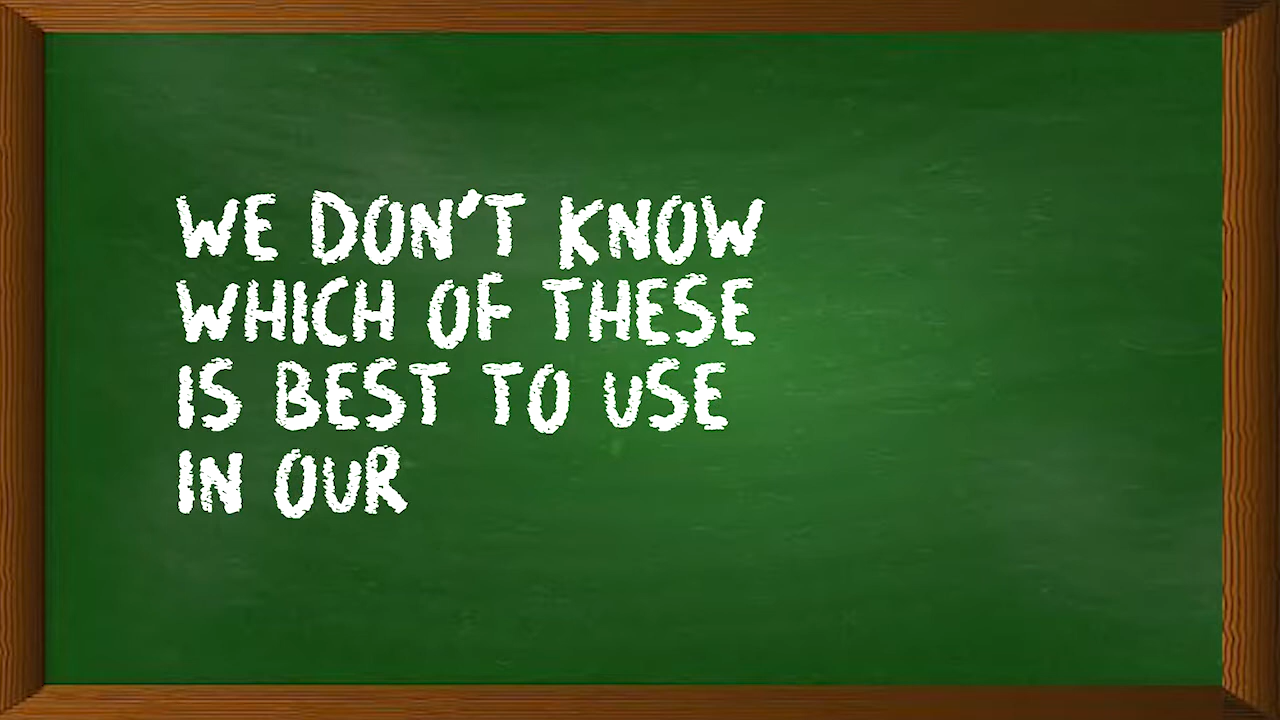 WE DON'T KNOW
WHICH OF THESE
IS BEST TO USE
IN OUR